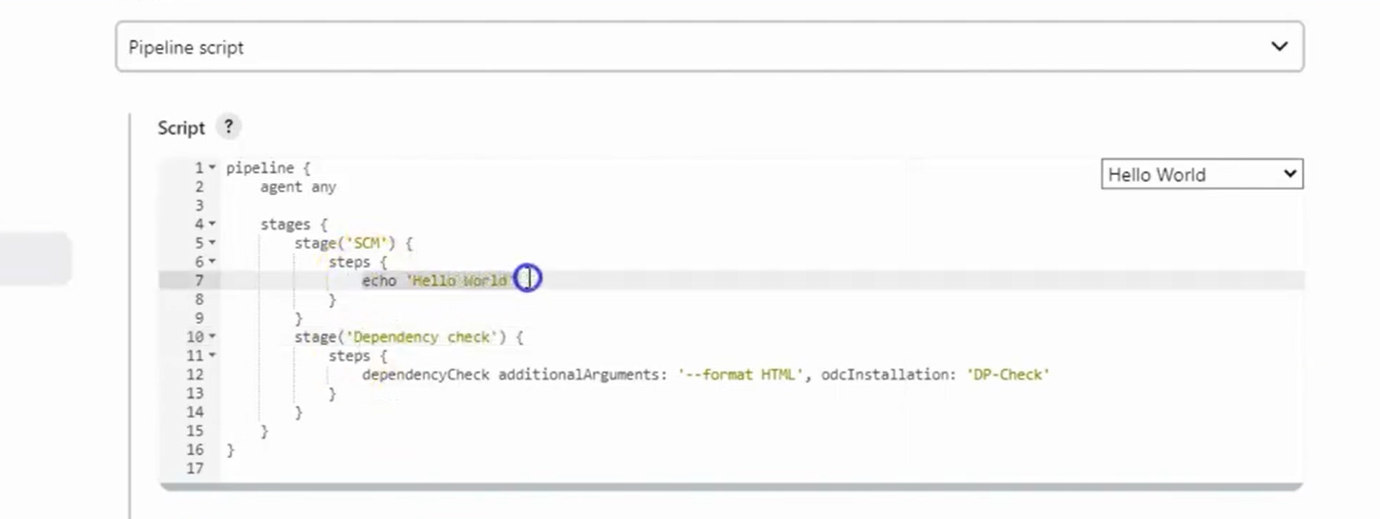 Pipeline script
Script ?
Hello World
1 pipeline {
2     agent any
3
4     stages {
5         stage('SCM') {
6             steps {
7                 echo 'Hello World'
8             }
9         }
10         stage('Dependency check') {
11             steps {
12                 dependencyCheck additionalArguments: '--format HTML', odcInstallation: 'DP-Check'
13             }
14         }
15     }
16 }
17